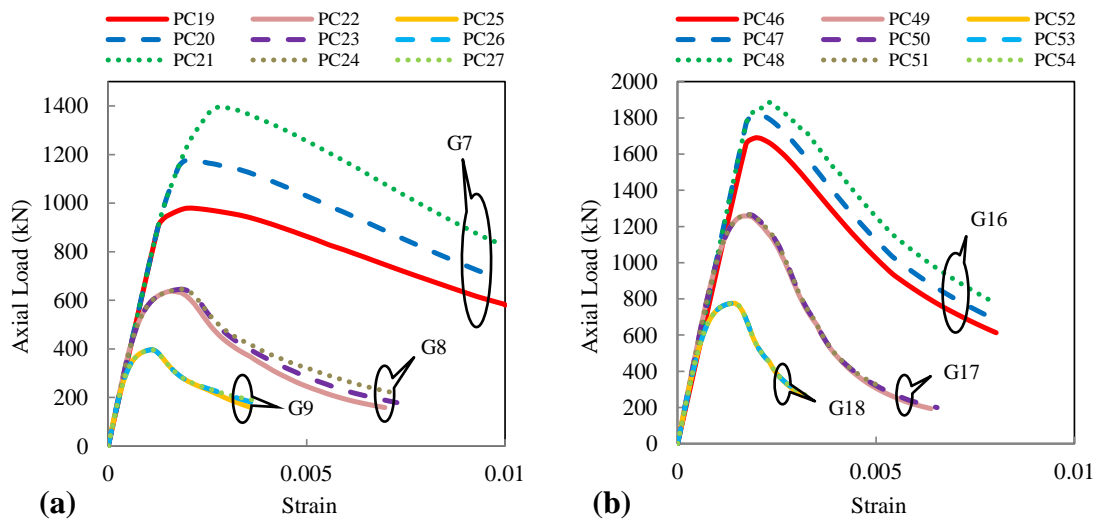 PC19 PC22 PC25
PC20 PC23 PC26
PC21 PC24 PC27
1400
1200
1000
800
600
400
200
0
0 0.005 0.01
Axial Load (kN)
Strain
G7
G8
G9
(a)
PC46 PC49 PC52
PC47 PC50 PC53
PC48 PC51 PC54
2000
1800
1600
1400
1200
1000
800
600
400
200
0
0 0.005 0.01
Axial Load (kN)
Strain
G16
G17
G18
(b)